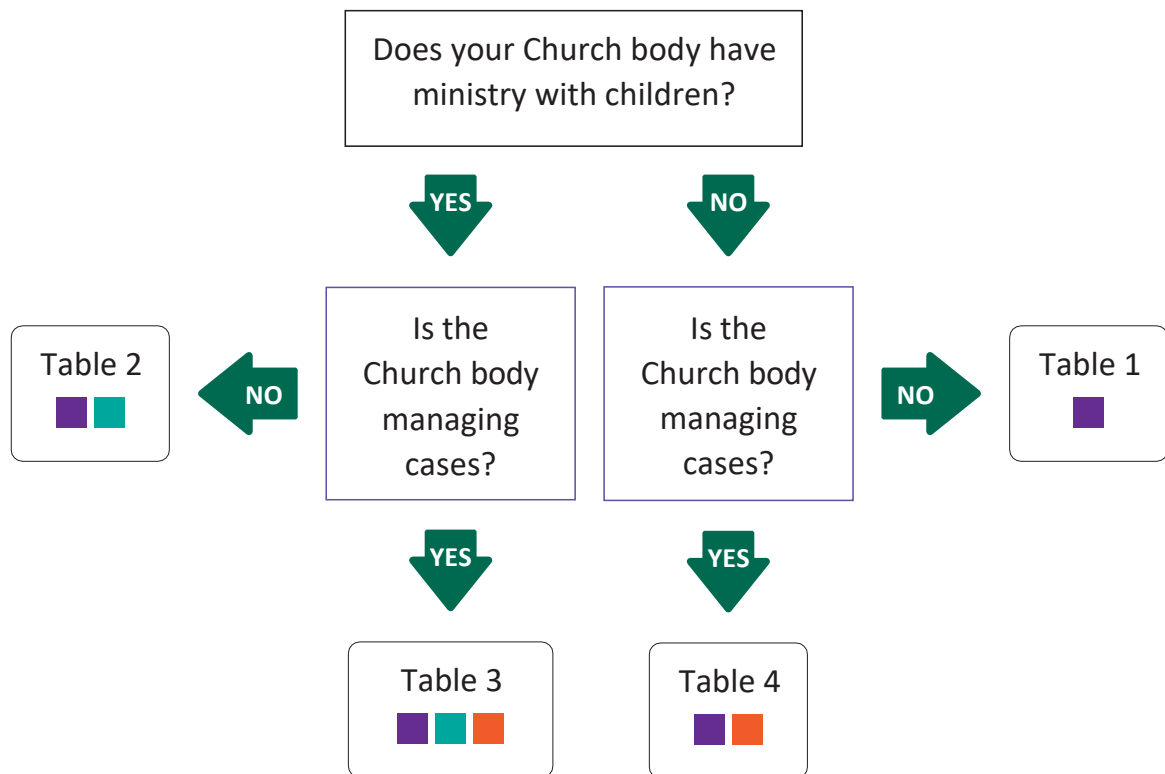 Does your Church body have
ministry with children?
YES
NO
Is the
Church body
managing
cases?
Is the
Church body
managing
cases?
Table 2
NO
NO
Table 1
YES
YES
Table 3
Table 4